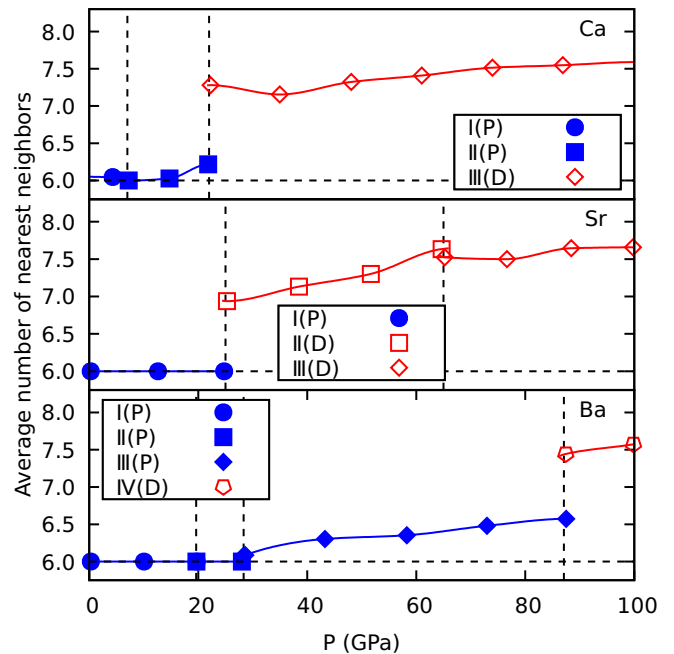 Average number of nearest neighbors
8.0
7.5
7.0
6.5
6.0
Ca
I(P)
II(P)
III(D)
8.0
7.5
7.0
6.5
6.0
Sr
I(P)
II(D)
III(D)
8.0
7.5
7.0
6.5
6.0
Ba
I(P)
II(P)
III(P)
IV(D)
0 20 40 60 80 100
P (GPa)